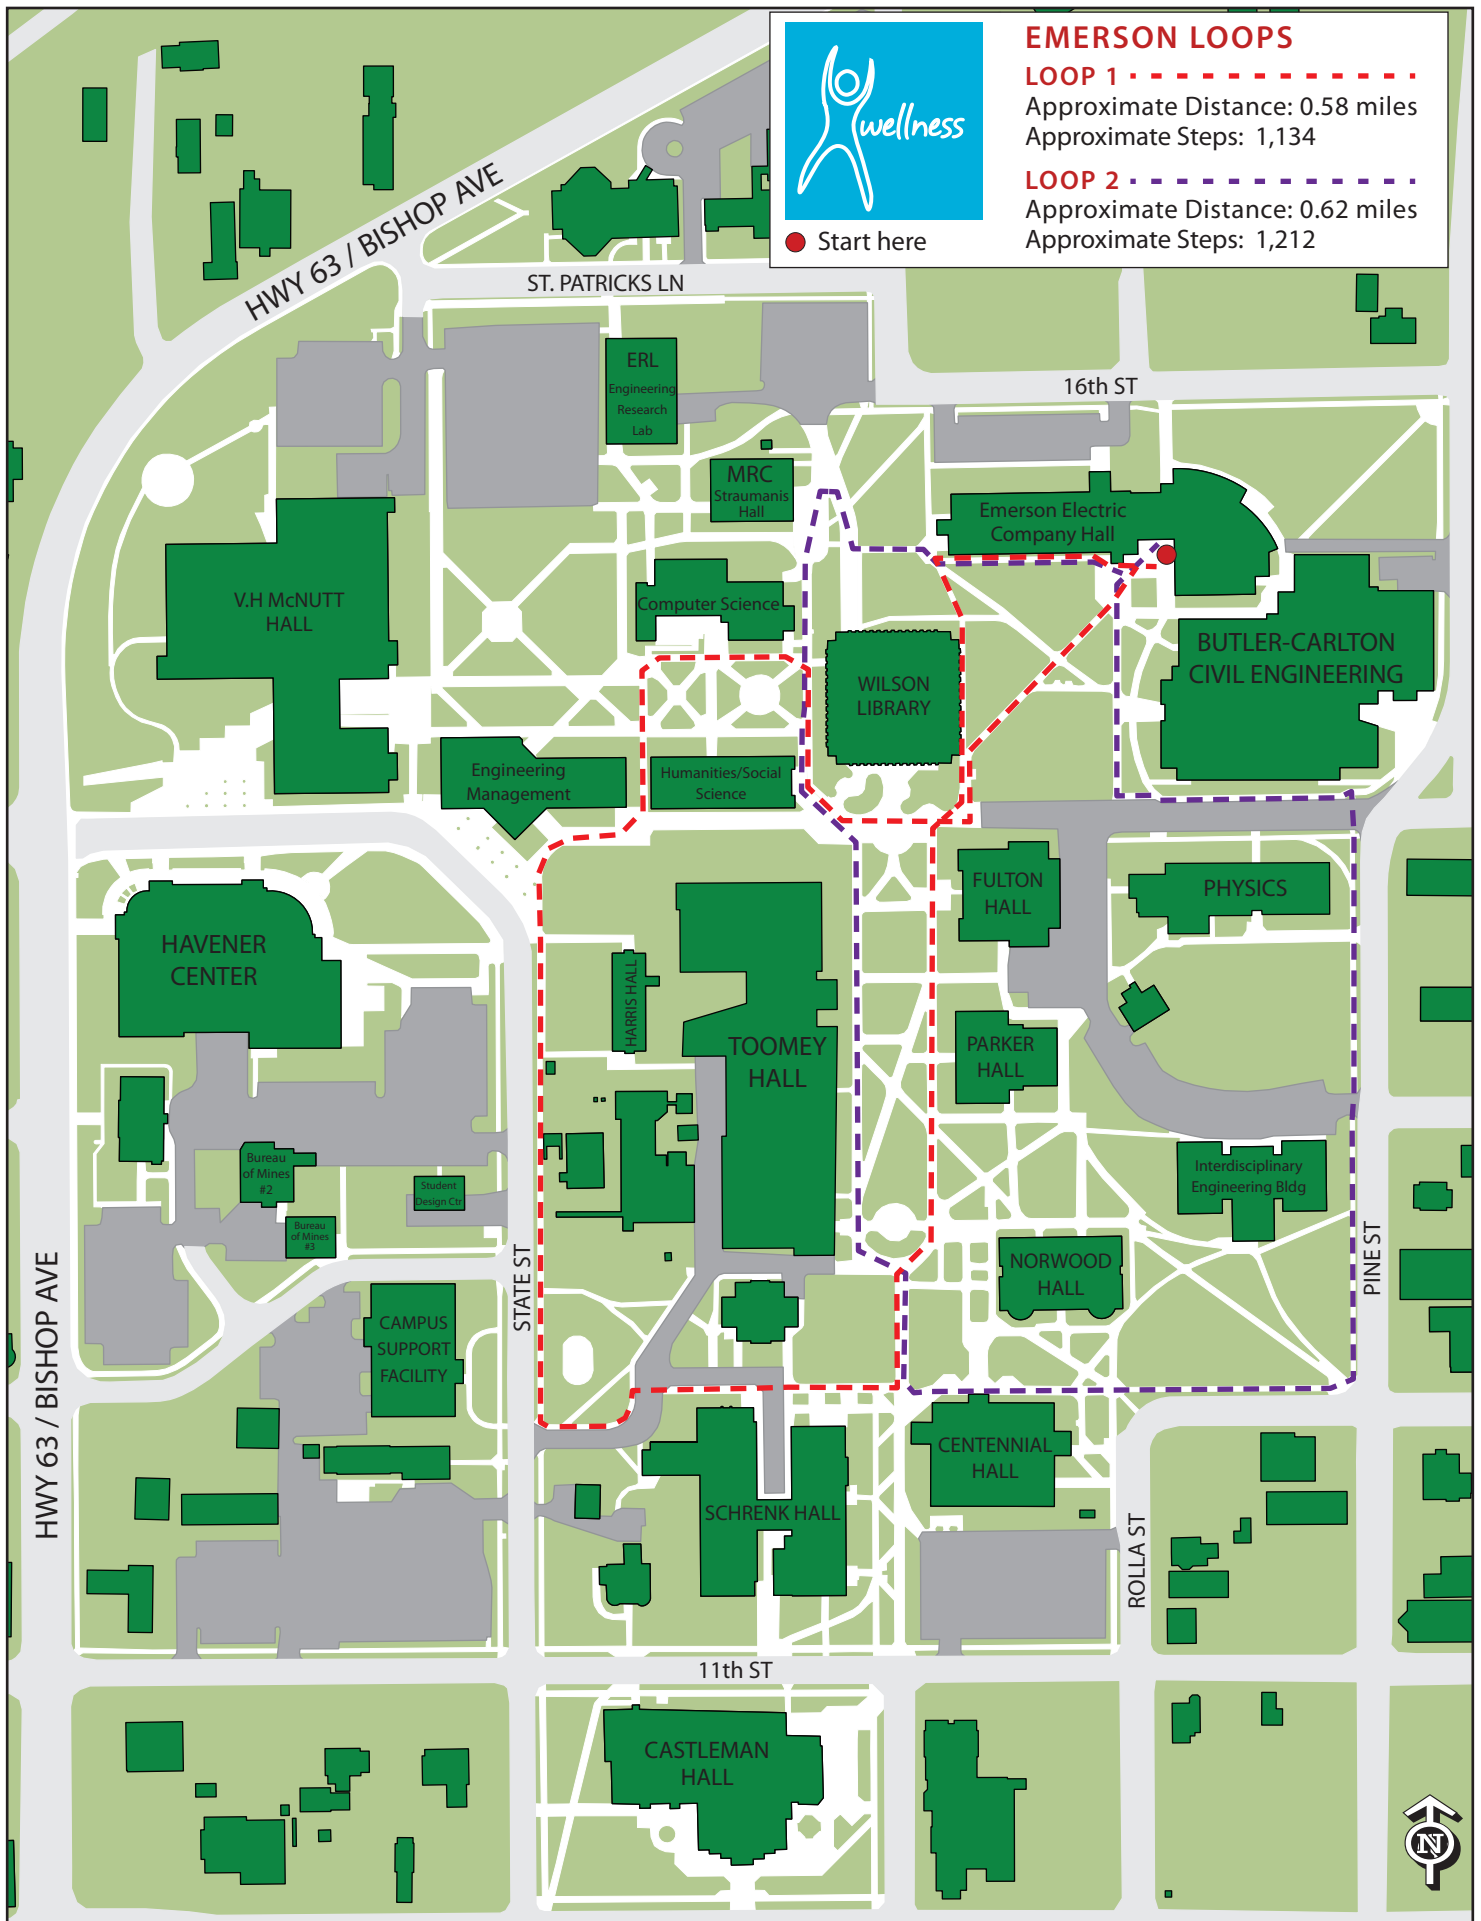 EMERSON LOOPS
LOOP 1
Approximate Distance: 0.58 miles
Approximate Steps: 1,134
LOOP 2
Approximate Distance: 0.62 miles
Approximate Steps: 1,212
wellness
Start here
HWY 63 / BISHOP AVE
ST. PATRICKS LN
16th ST
ERL
Engineering
Research
Lab
MRC
Straumanis
Hall
Emerson Electric
Company Hall
V.H McNUTT
HALL
Computer Science
BUTLER-CARLTON
CIVIL ENGINEERING
WILSON
LIBRARY
Engineering
Management
Humanities/Social
Science
FULTON
HALL
PHYSICS
HAVENER
CENTER
HARRIS HALL
TOOMEY
HALL
PARKER
HALL
Bureau
of Mines
#2
Student
Design Ctr
Bureau
of Mines
#3
Interdisciplinary
Engineering Bldg
NORWOOD
HALL
STATE ST
PINE ST
HWY 63 / BISHOP AVE
CAMPUS
SUPPORT
FACILITY
CENTENNIAL
HALL
SCHRENK HALL
ROLLA ST
11th ST
CASTLEMAN
HALL
N